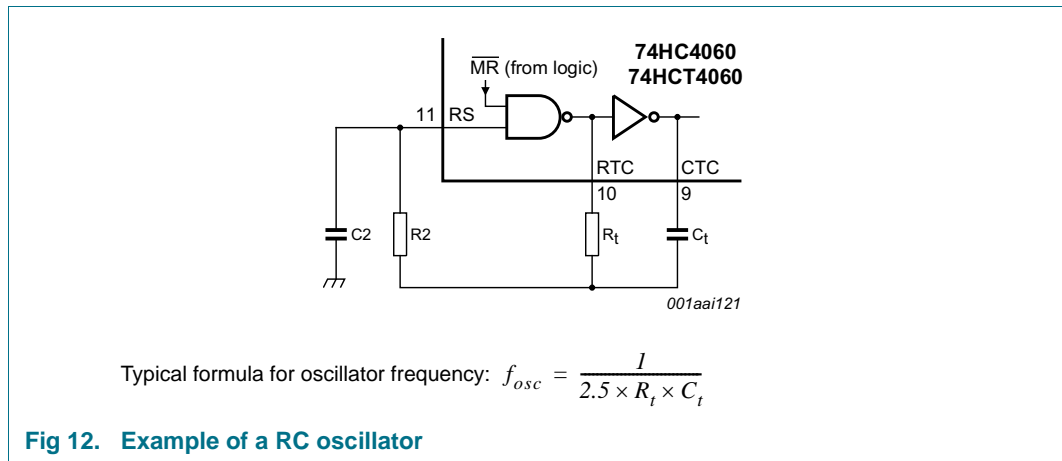 74HC4060
74HCT4060
MR (from logic)
11 RS
RTC CTC
10 9
C2 R2 Rt Ct
001aai121
Typical formula for oscillator frequency: fosc = 1 / (2.5 × Rt × Ct)
Fig 12. Example of a RC oscillator